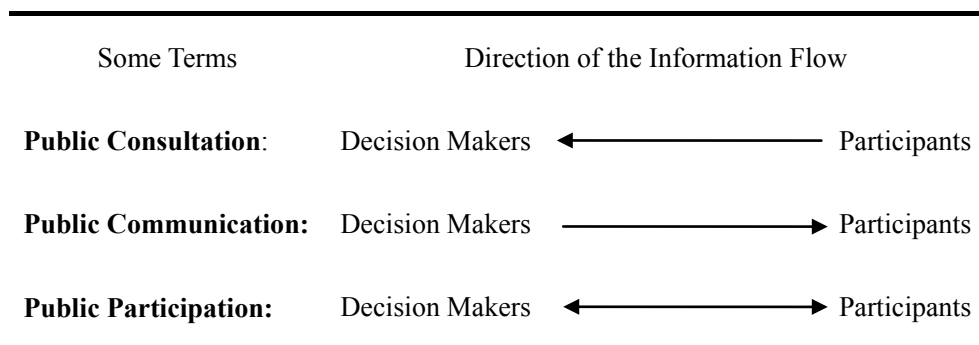 Some Terms Direction of the Information Flow
Public Consultation: Decision Makers Participants
Public Communication: Decision Makers Participants
Public Participation: Decision Makers Participants